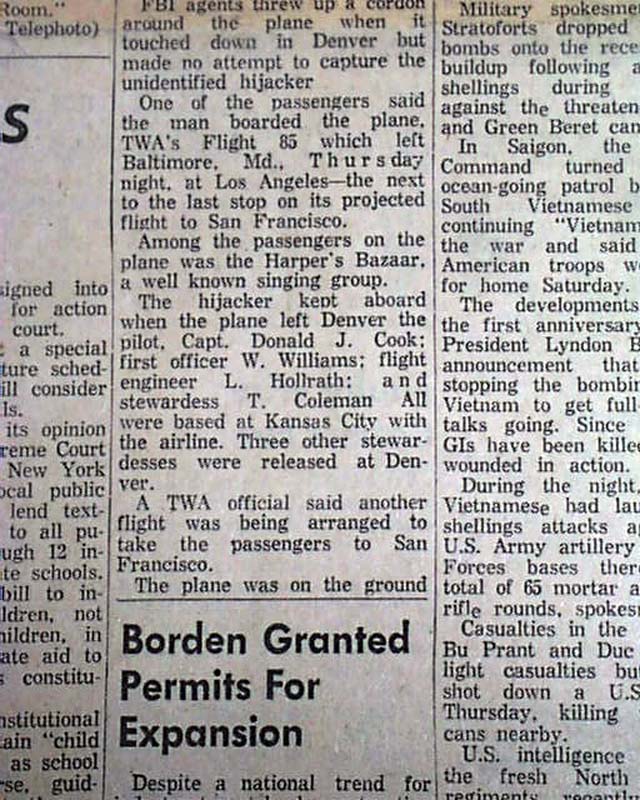 Room."
Telephoto)
S
signed into
for action
court.
a special
ture sched-
ill consider
ls.
its opinion
reme Court
New York
ocal public
lend text-
to all pu-
ugh 12 in-
te schools.
bill to in-
ldren, not
hildren, in
ate aid to
s constitu-
nstitutional
tain "child
as school
rse, guid-
FBI agents threw up a cordon
around the plane when it
touched down in Denver but
made no attempt to capture the
unidentified hijacker
One of the passengers said
the man boarded the plane,
TWA's Flight 85 which left
Baltimore, Md., Thursday
night, at Los Angeles—the next
to the last stop on its projected
flight to San Francisco.
Among the passengers on the
plane was the Harper's Bazaar,
a well known singing group.
The hijacker kept aboard
when the plane left Denver the
pilot, Capt. Donald J. Cook;
first officer W. Williams; flight
engineer L. Hollrath; and
stewardess T. Coleman All
were based at Kansas City with
the airline. Three other stewar-
desses were released at Den-
ver.
A TWA official said another
flight was being arranged to
take the passengers to San
Francisco.
The plane was on the ground
Borden Granted
Permits For
Expansion
Despite a national trend for
Military spokesmen
Stratoforts dropped
bombs onto the rece
buildup following a
shellings during
against the threaten
and Green Beret can
In Saigon, the
Command turned
ocean-going patrol b
South Vietnamese
continuing "Vietnam
the war and said
American troops we
for home Saturday.
The developments
the first anniversary
President Lyndon B
announcement that
stopping the bombin
Vietnam to get full-
talks going. Since
GIs have been killed
wounded in action.
During the night,
Vietnamese had lau
shellings attacks ag
U.S. Army artillery
Forces bases there
total of 65 mortar a
rifle rounds, spokes
Casualties in the
Bu Prant and Duc
light casualties but
shot down a U.S
Thursday, killing
cans nearby.
U.S. intelligence
the fresh North
regiments recently